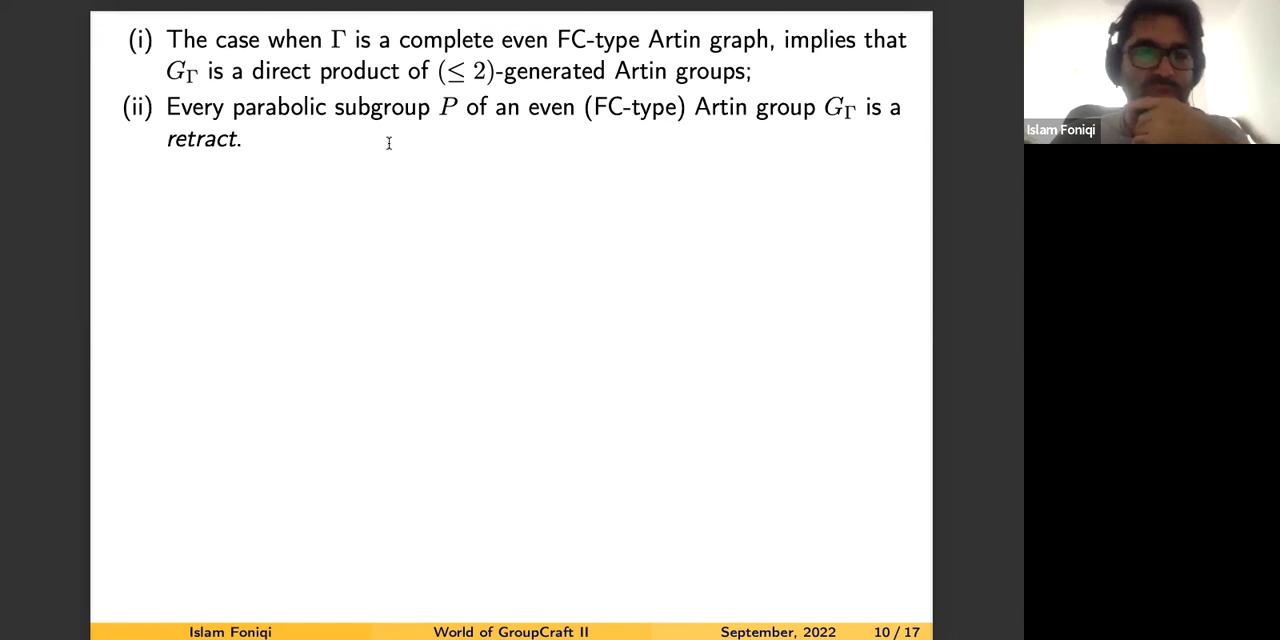 (i) The case when Γ is a complete even FC-type Artin graph, implies that
G_Γ is a direct product of (≤ 2)-generated Artin groups;
(ii) Every parabolic subgroup P of an even (FC-type) Artin group G_Γ is a
retract.
Islam Foniqi
Islam Foniqi World of GroupCraft II September, 2022 10 / 17